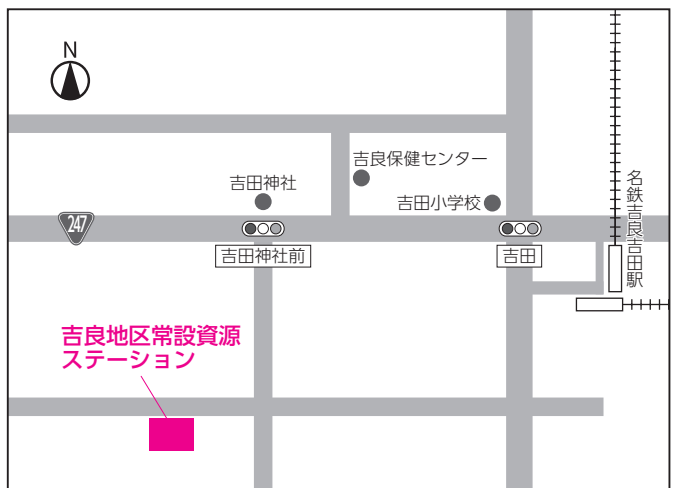 N
吉良保健センター
吉田神社
吉田小学校
247
吉田神社前
吉田
名鉄吉良吉田駅
吉良地区常設資源
ステーション